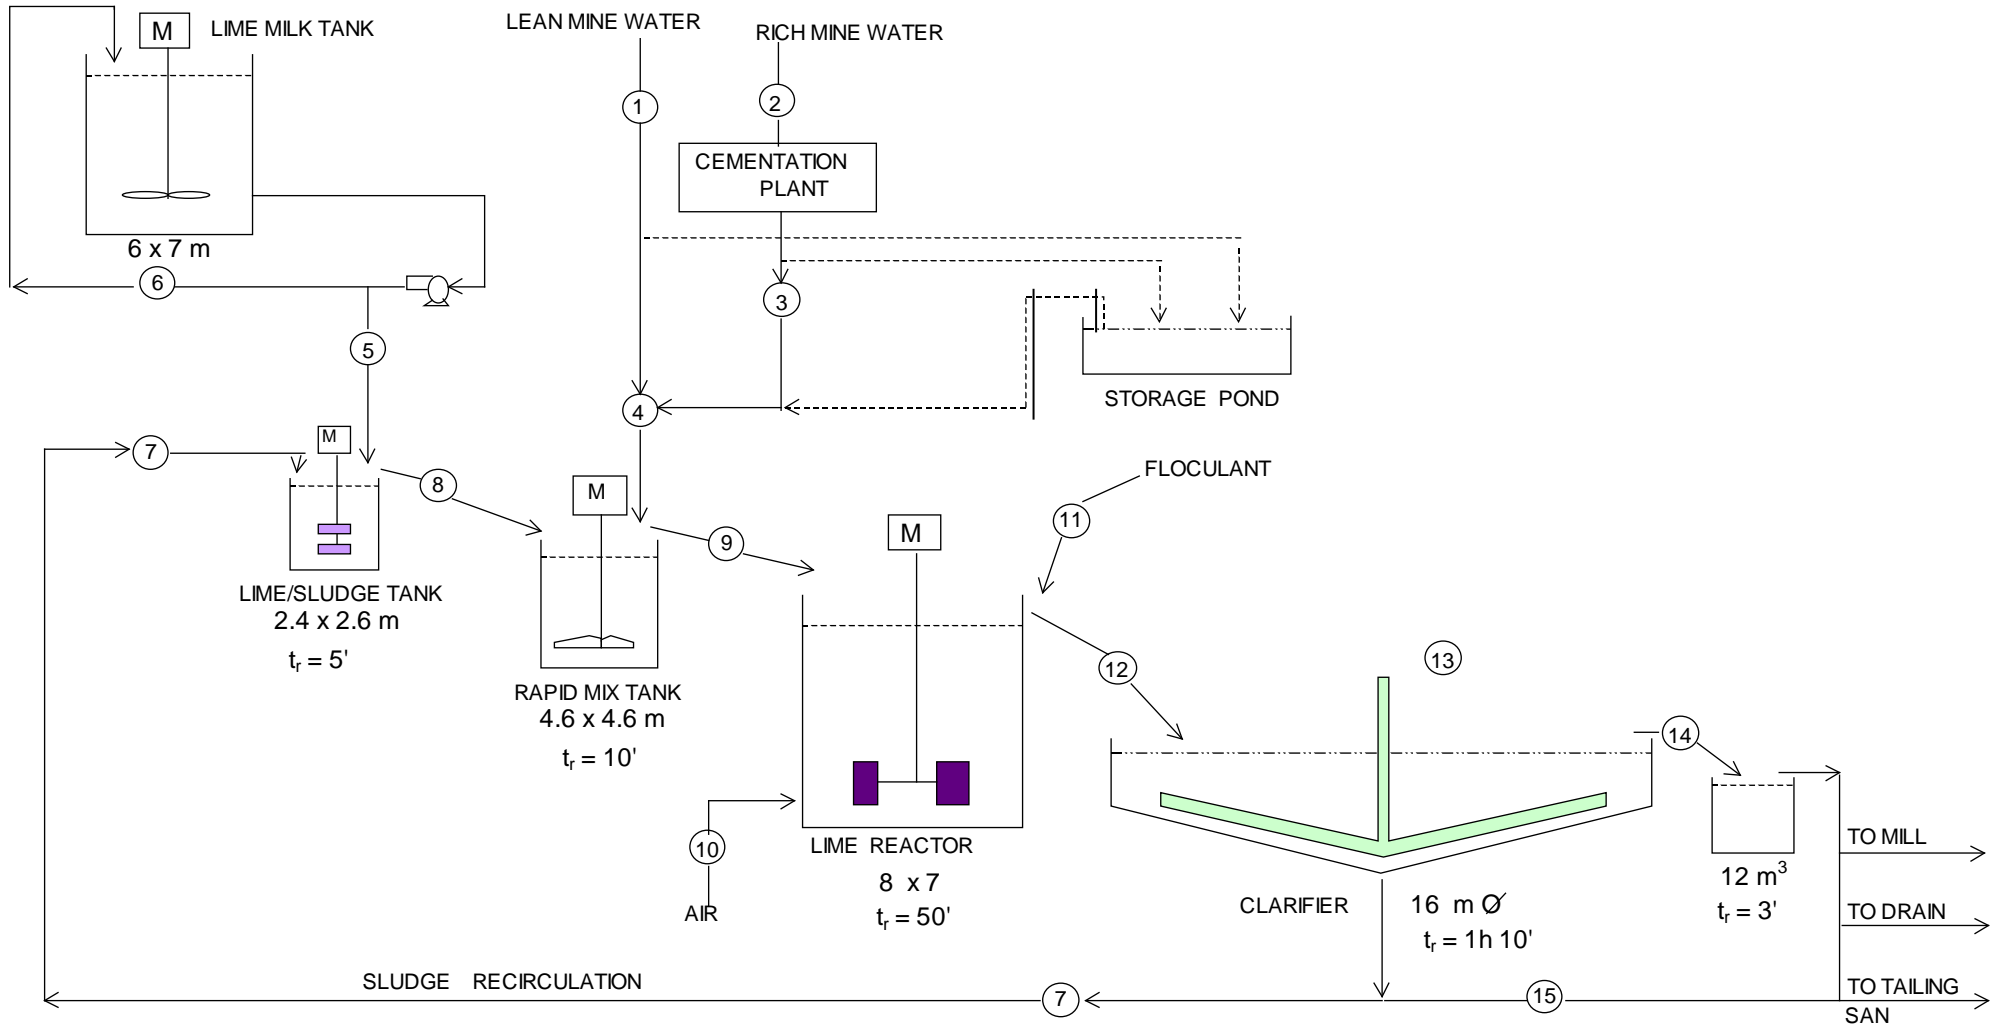 M
LIME MILK TANK
LEAN MINE WATER
RICH MINE WATER
1
2
CEMENTATION
PLANT
6 x 7 m
6
3
5
STORAGE POND
4
7
M
8
FLOCULANT
M
11
9
M
LIME/SLUDGE TANK
2.4 x 2.6 m
tr = 5'
RAPID MIX TANK
4.6 x 4.6 m
tr = 10'
12
13
14
10
AIR
LIME REACTOR
8 x 7
tr = 50'
CLARIFIER
16 m Ø
tr = 1h 10'
12 m3
tr = 3'
TO MILL
TO DRAIN
SLUDGE RECIRCULATION
7
15
TO TAILING
SAN